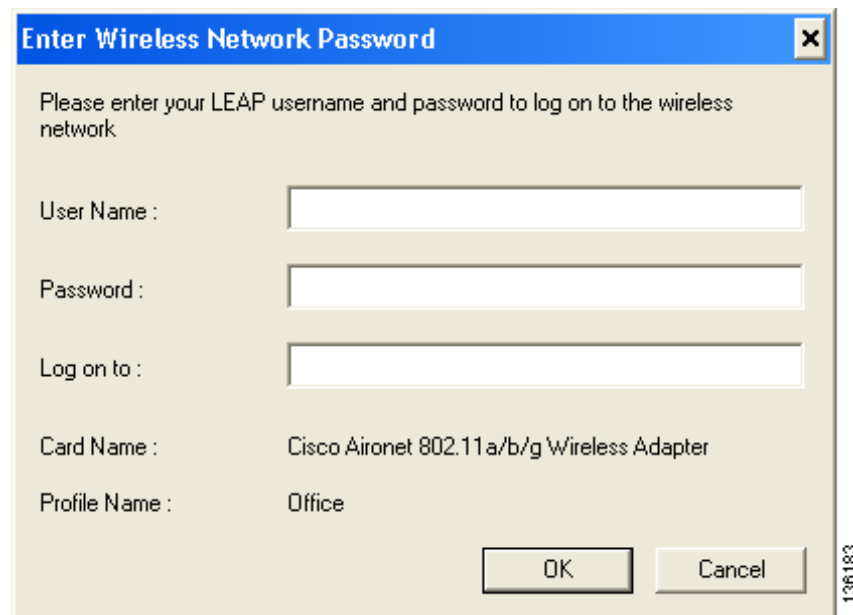 Enter Wireless Network Password
Please enter your LEAP username and password to log on to the wireless
network
User Name :
Password :
Log on to :
Card Name : Cisco Aironet 802.11a/b/g Wireless Adapter
Profile Name : Office
OK Cancel
136183